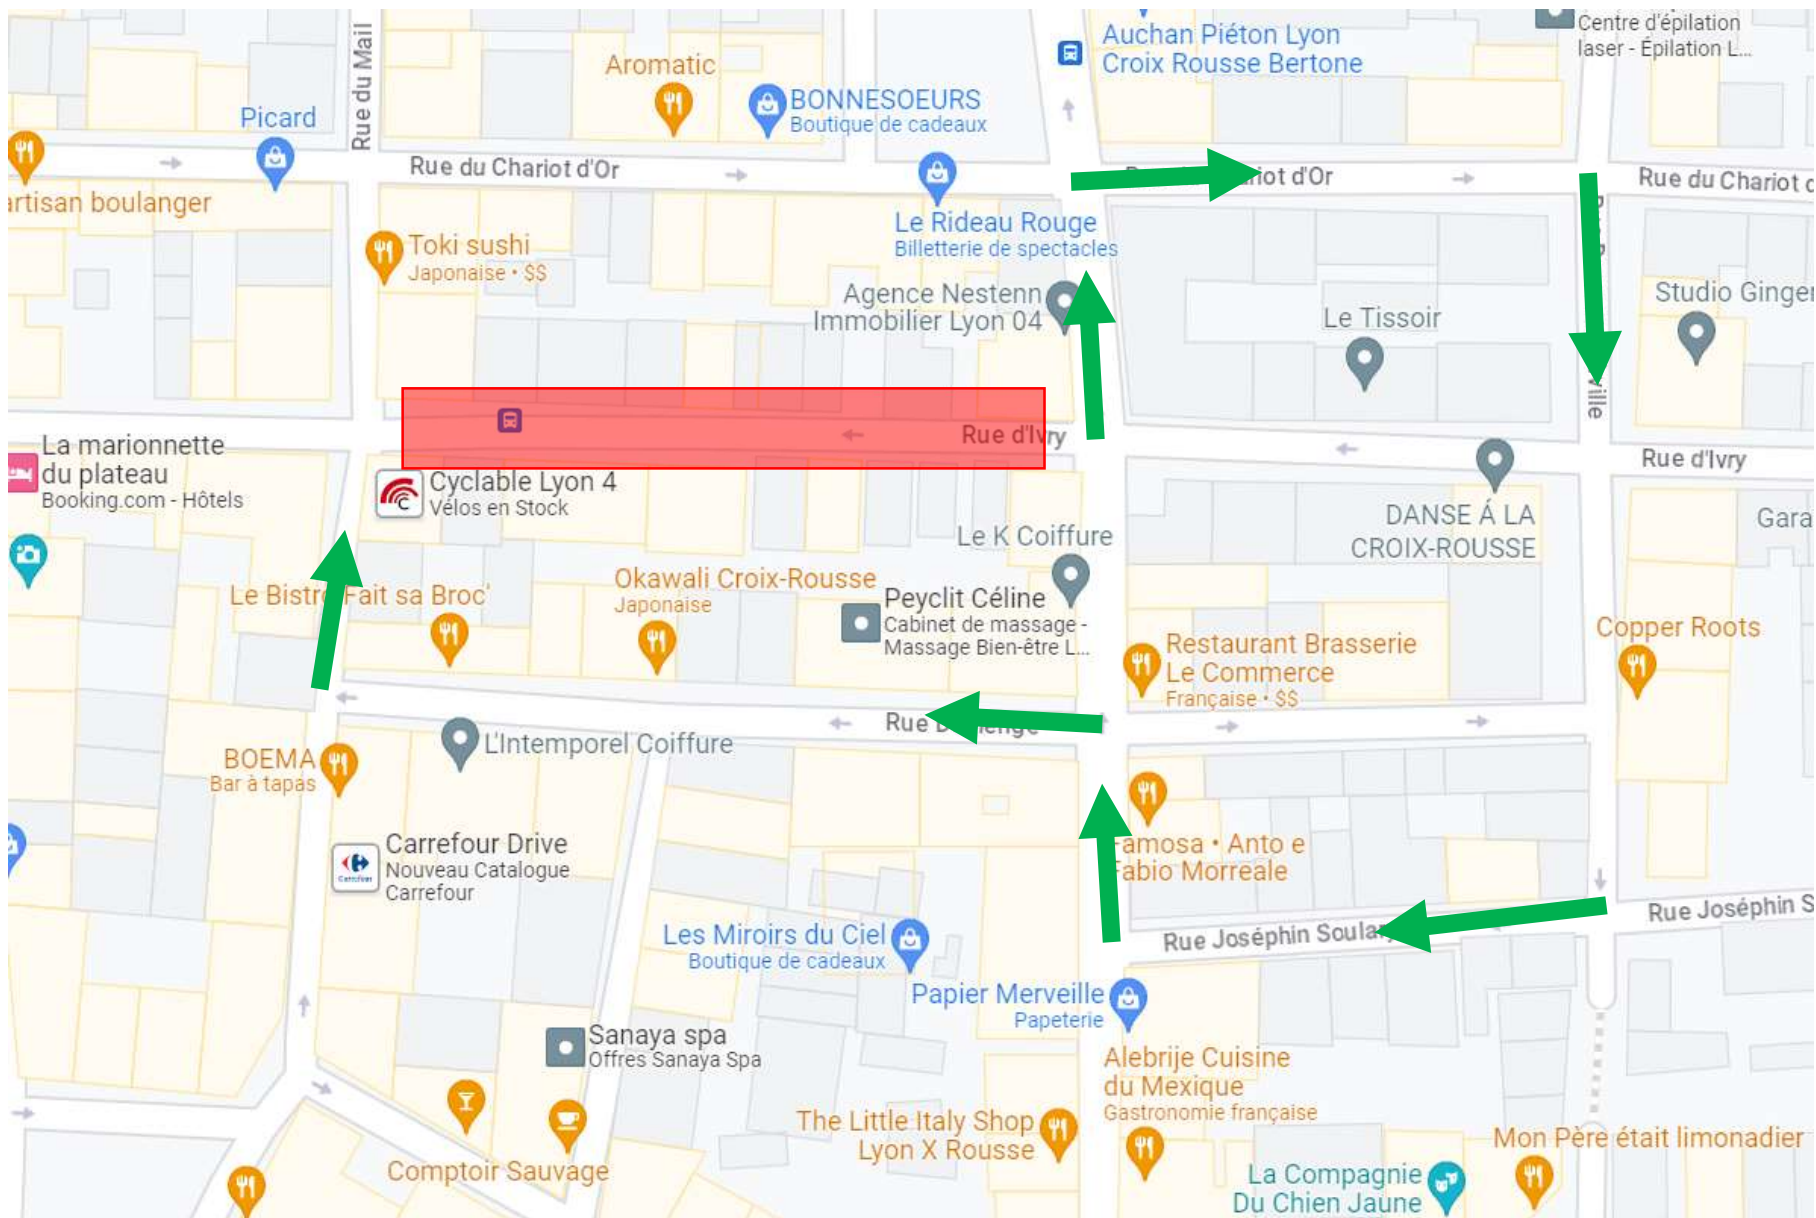 Centre d'épilation
laser - Épilation L...
Auchan Piéton Lyon
Croix Rousse Bertone
Rue du Mail
Aromatic
BONNESOEURS
Boutique de cadeaux
Picard
Rue du Chariot d'Or
iot d'Or
Rue du Chariot d
artisan boulanger
Le Rideau Rouge
Billetterie de spectacles
Toki sushi
Japonaise • $$
Agence Nestenn
Immobilier Lyon 04
Le Tissoir
Studio Ginger
ville
Rue d'Ivry
Rue d'Ivry
La marionnette
du plateau
Booking.com - Hôtels
Cyclable Lyon 4
Vélos en Stock
DANSE Á LA
CROIX-ROUSSE
Gara
Le K Coiffure
Okawali Croix-Rousse
Japonaise
Le Bistro Fait sa Broc'
Peyclit Céline
Cabinet de massage -
Massage Bien-être L...
Restaurant Brasserie
Le Commerce
Française • $$
Copper Roots
Rue D
L'Intemporel Coiffure
BOEMA
Bar à tapas
Famosa • Anto e
Fabio Morreale
Carrefour Drive
Nouveau Catalogue
Carrefour
Carrefour
Rue Joséphin Soulary
Rue Joséphin S
Les Miroirs du Ciel
Boutique de cadeaux
Papier Merveille
Papeterie
Sanaya spa
Offres Sanaya Spa
Alebrije Cuisine
du Mexique
Gastronomie française
The Little Italy Shop
Lyon X Rousse
Mon Père était limonadier
Comptoir Sauvage
La Compagnie
Du Chien Jaune